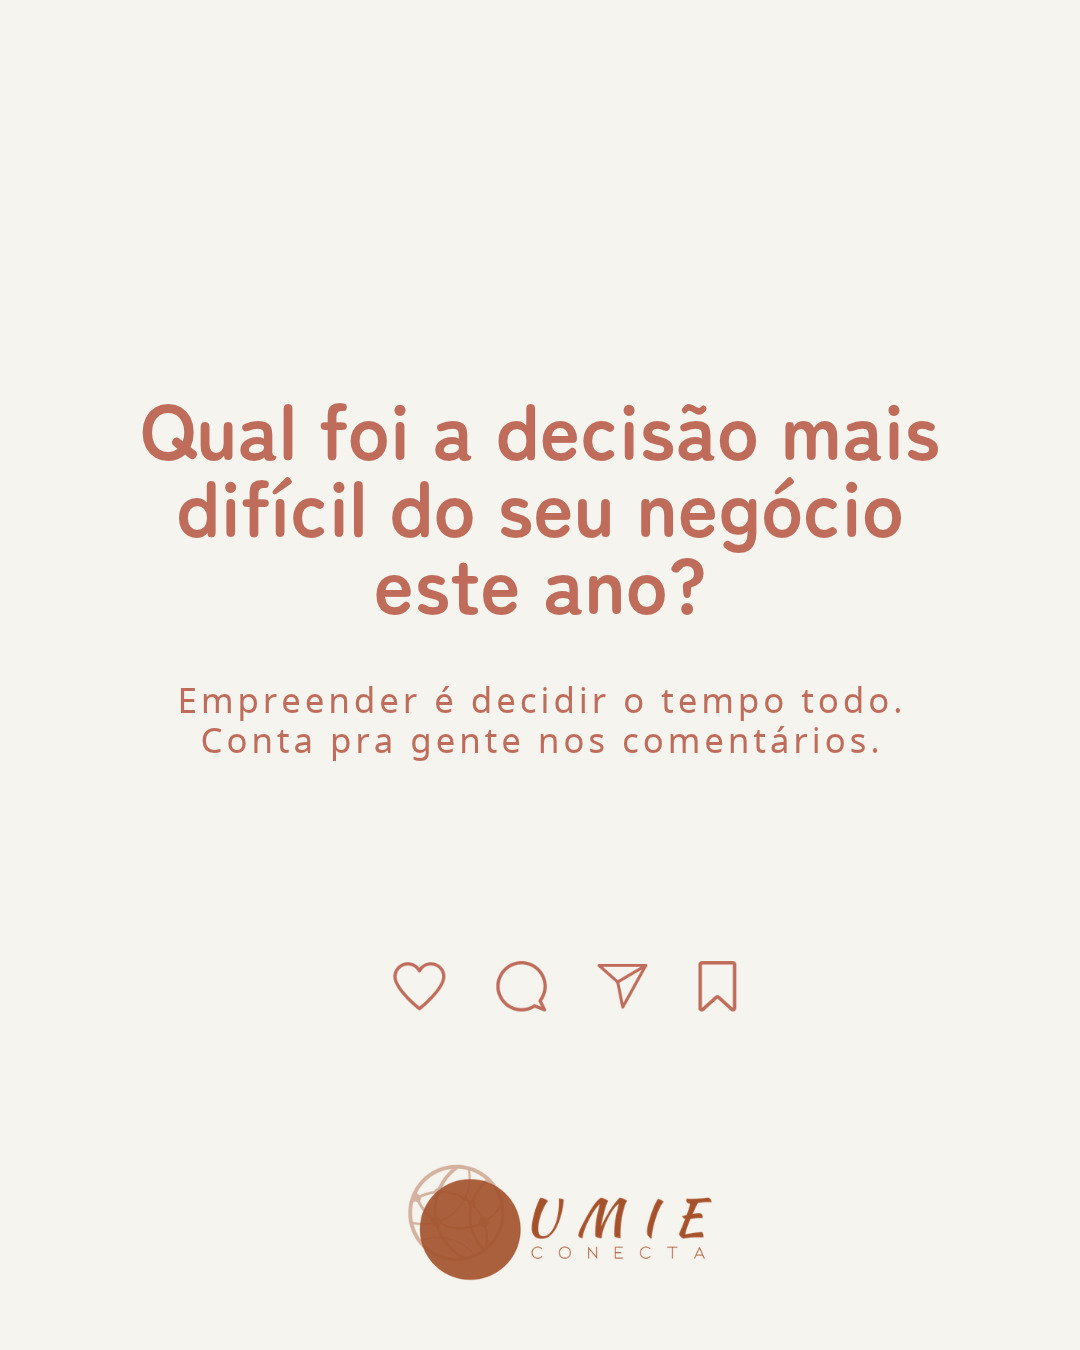 Qual foi a decisão mais
difícil do seu negócio
este ano?
Empreender é decidir o tempo todo.
Conta pra gente nos comentários.
UMIE
CONECTA